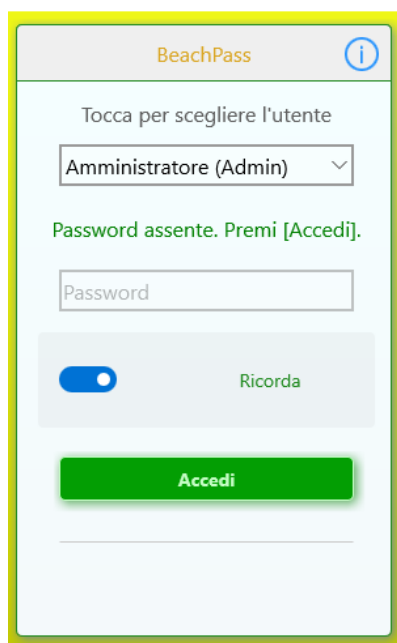 BeachPass
Tocca per scegliere l'utente
Amministratore (Admin)
Password assente. Premi [Accedi].
Password
Ricorda
Accedi